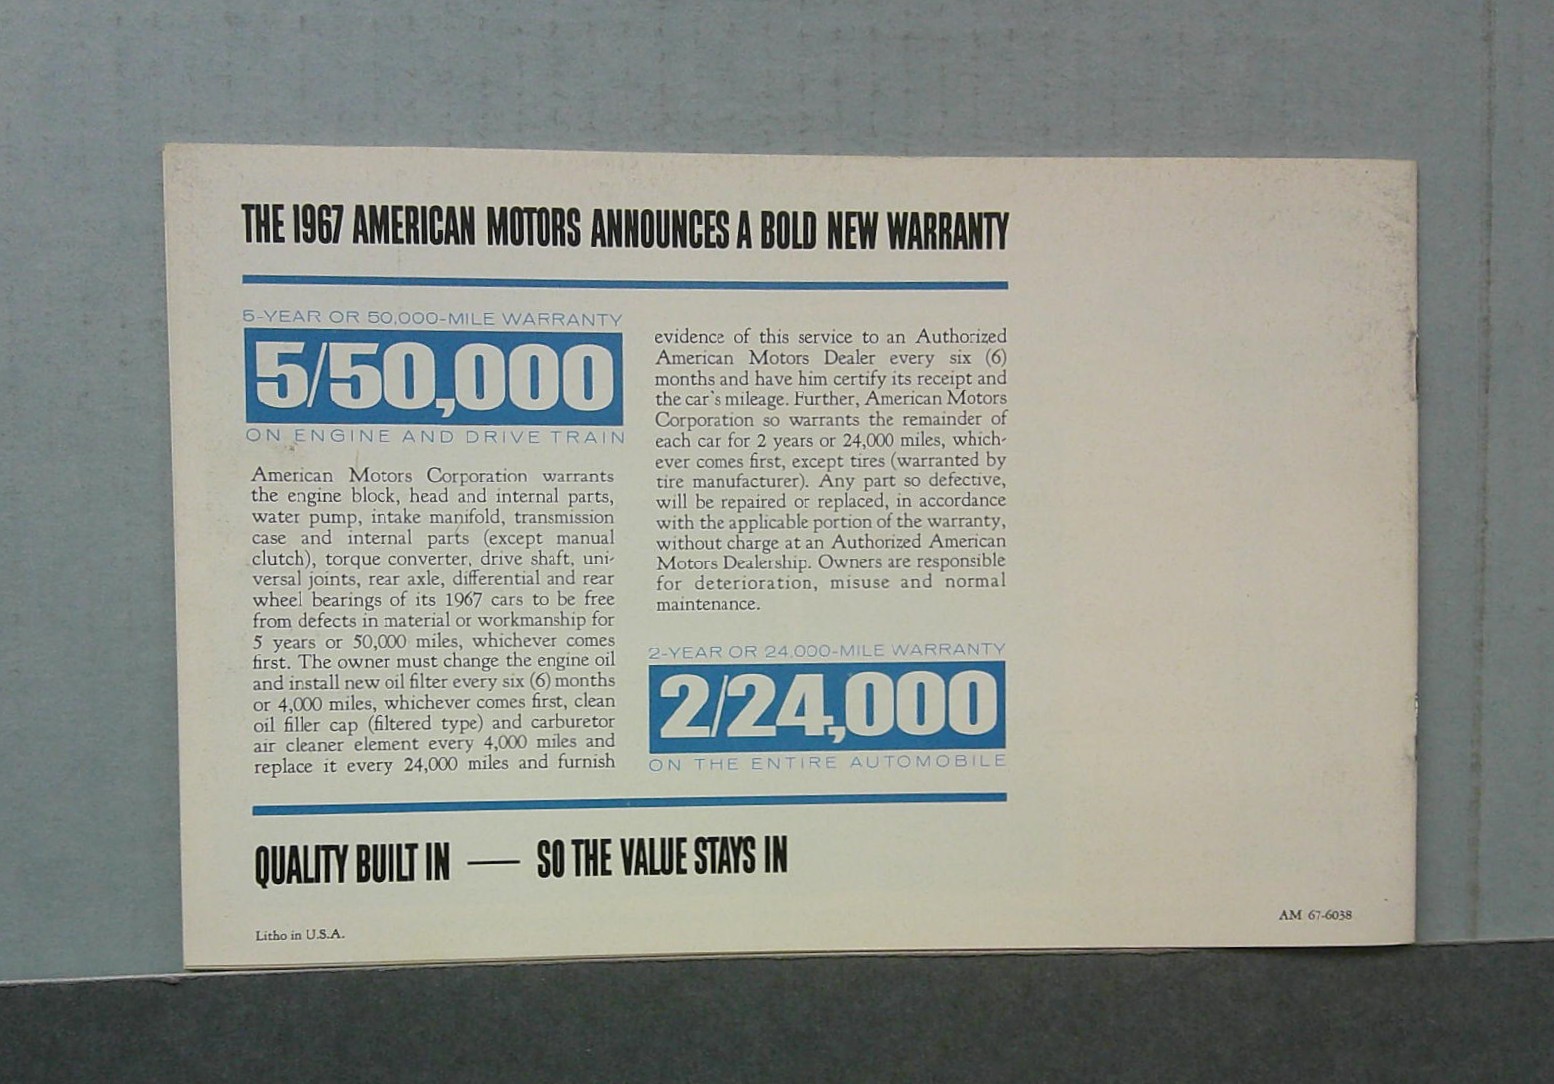 THE 1967 AMERICAN MOTORS ANNOUNCES A BOLD NEW WARRANTY
5-YEAR OR 50,000-MILE WARRANTY
5/50,000
ON ENGINE AND DRIVE TRAIN
American Motors Corporation warrants
the engine block, head and internal parts,
water pump, intake manifold, transmission
case and internal parts (except manual
clutch), torque converter, drive shaft, uni-
versal joints, rear axle, differential and rear
wheel bearings of its 1967 cars to be free
from defects in material or workmanship for
5 years or 50,000 miles, whichever comes
first. The owner must change the engine oil
and install new oil filter every six (6) months
or 4,000 miles, whichever comes first, clean
oil filler cap (filtered type) and carburetor
air cleaner element every 4,000 miles and
replace it every 24,000 miles and furnish
evidence of this service to an Authorized
American Motors Dealer every six (6)
months and have him certify its receipt and
the car's mileage. Further, American Motors
Corporation so warrants the remainder of
each car for 2 years or 24,000 miles, which-
ever comes first, except tires (warranted by
tire manufacturer). Any part so defective,
will be repaired or replaced, in accordance
with the applicable portion of the warranty,
without charge at an Authorized American
Motors Dealership. Owners are responsible
for deterioration, misuse and normal
maintenance.
2-YEAR OR 24,000-MILE WARRANTY
2/24,000
ON THE ENTIRE AUTOMOBILE
QUALITY BUILT IN — SO THE VALUE STAYS IN
Litho in U.S.A.
AM 67-6038